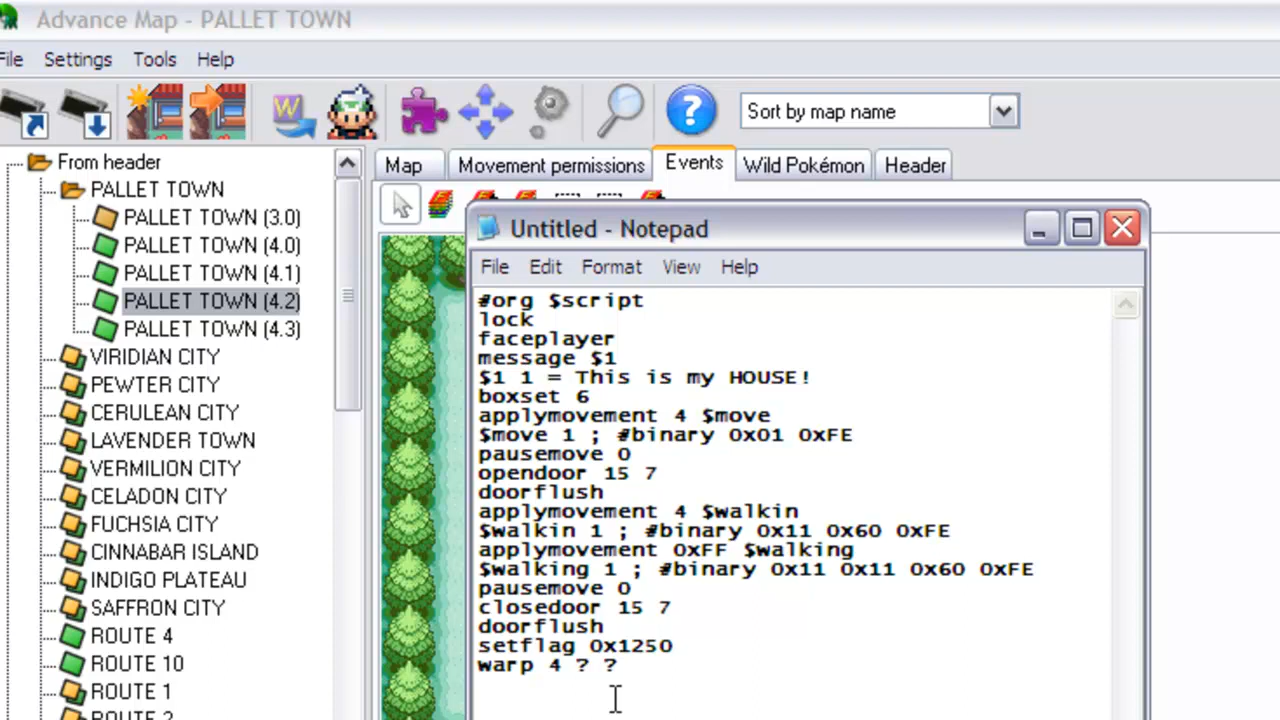 Advance Map - PALLET TOWN
File Settings Tools Help
W ? Sort by map name
From header
PALLET TOWN
PALLET TOWN (3.0)
PALLET TOWN (4.0)
PALLET TOWN (4.1)
PALLET TOWN (4.2)
PALLET TOWN (4.3)
VIRIDIAN CITY
PEWTER CITY
CERULEAN CITY
LAVENDER TOWN
VERMILION CITY
CELADON CITY
FUCHSIA CITY
CINNABAR ISLAND
INDIGO PLATEAU
SAFFRON CITY
ROUTE 4
ROUTE 10
ROUTE 1
ROUTE 2
Map Movement permissions Events Wild Pokémon Header
Untitled - Notepad
File Edit Format View Help
#org $script
lock
faceplayer
message $1
$1 1 = This is my HOUSE!
boxset 6
applymovement 4 $move
$move 1 ; #binary 0x01 0xFE
pausemove 0
opendoor 15 7
doorflush
applymovement 4 $walkin
$walkin 1 ; #binary 0x11 0x60 0xFE
applymovement 0xFF $walking
$walking 1 ; #binary 0x11 0x11 0x60 0xFE
pausemove 0
closedoor 15 7
doorflush
setflag 0x1250
warp 4 ? ?